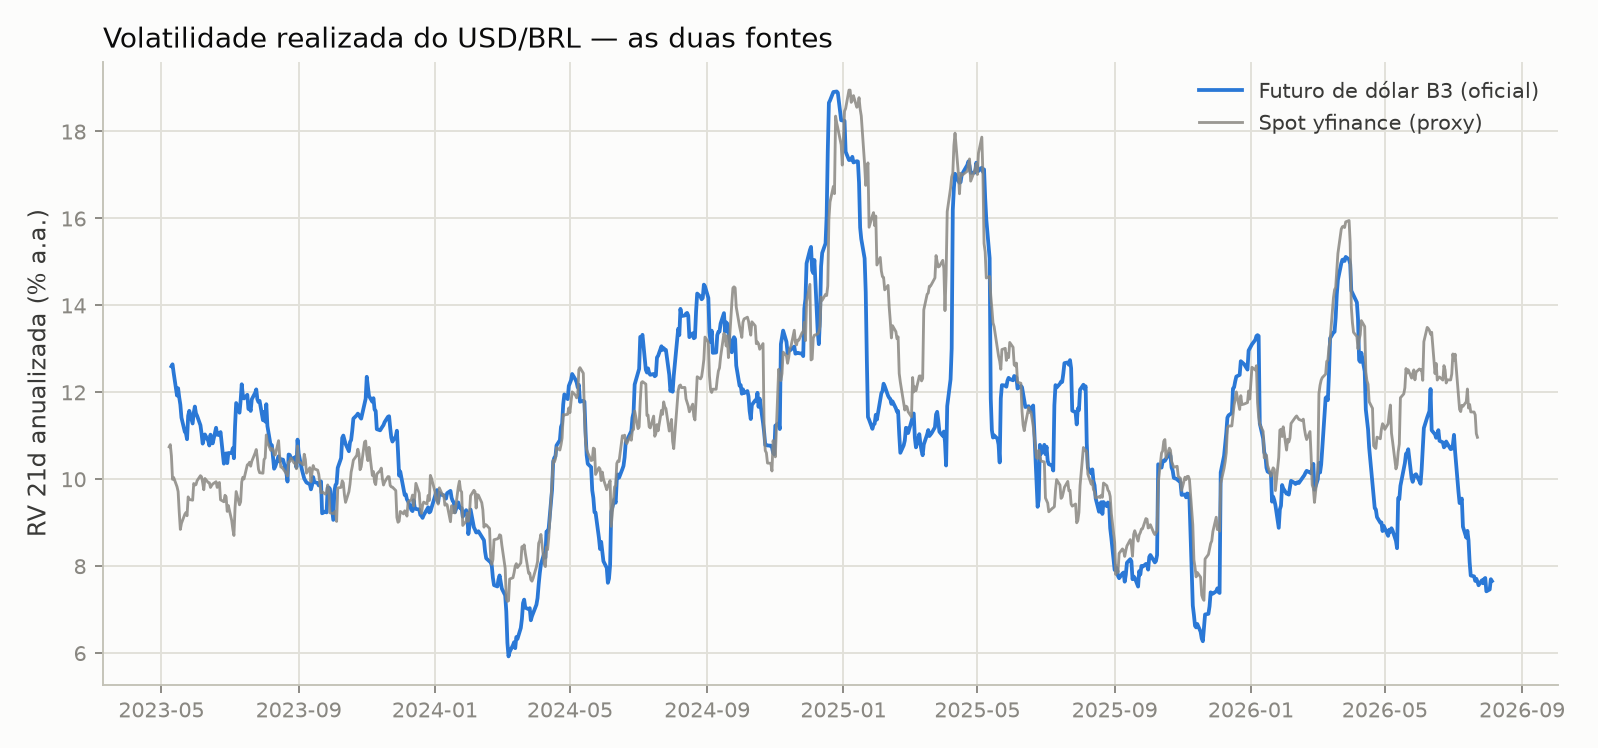 Volatilidade realizada do USD/BRL — as duas fontes
Futuro de dólar B3 (oficial)
Spot yfinance (proxy)
RV 21d anualizada (% a.a.)
18
16
14
12
10
8
6
2023-05 2023-09 2024-01 2024-05 2024-09 2025-01 2025-05 2025-09 2026-01 2026-05 2026-09